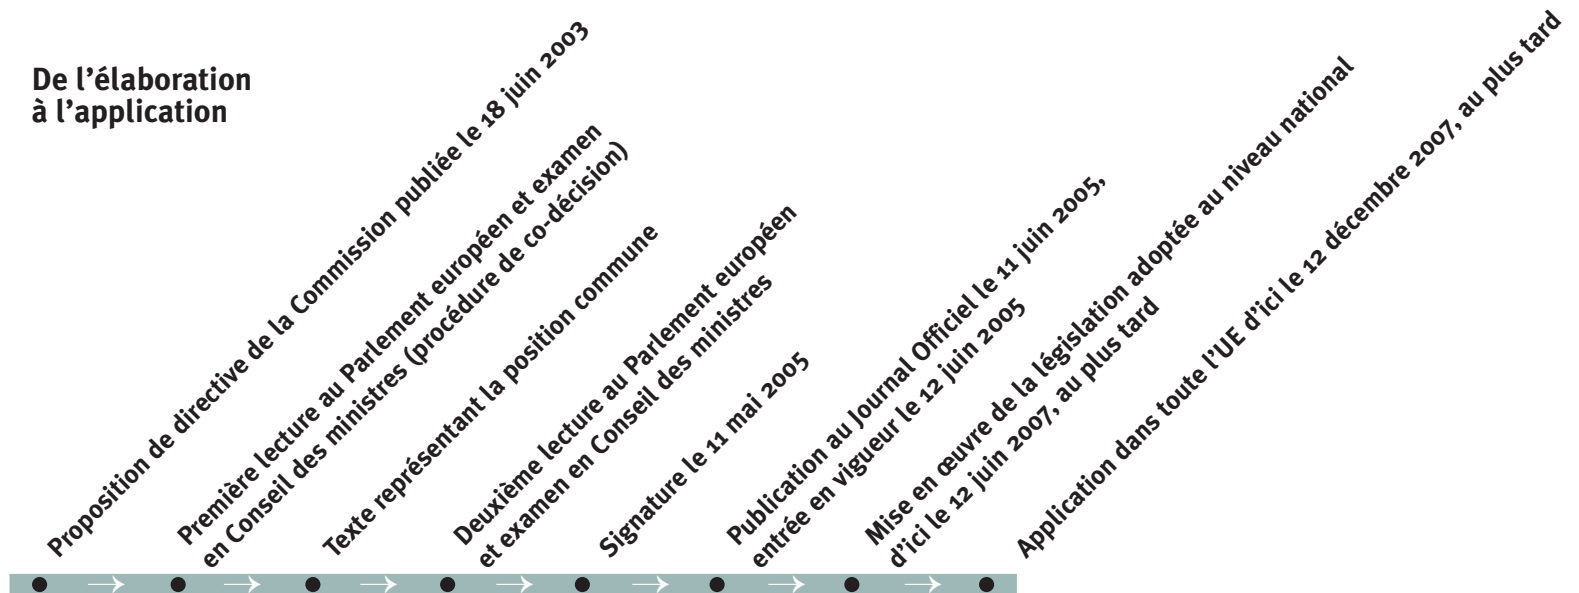 De l’élaboration
à l’application
Proposition de directive de la Commission publiée le 18 juin 2003
Première lecture au Parlement européen et examen
en Conseil des ministres (procédure de co-décision)
Texte représentant la position commune
Deuxième lecture au Parlement européen
et examen en Conseil des ministres
Signature le 11 mai 2005
Publication au Journal Officiel le 11 juin 2005,
entrée en vigueur le 12 juin 2005
Mise en œuvre de la législation adoptée au niveau national
d’ici le 12 juin 2007, au plus tard
Application dans toute l’UE d’ici le 12 décembre 2007, au plus tard